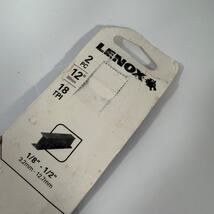 LENOX
2
PC
12"
18
TPI
1/8" - 1/2"
3.2mm - 12.7mm